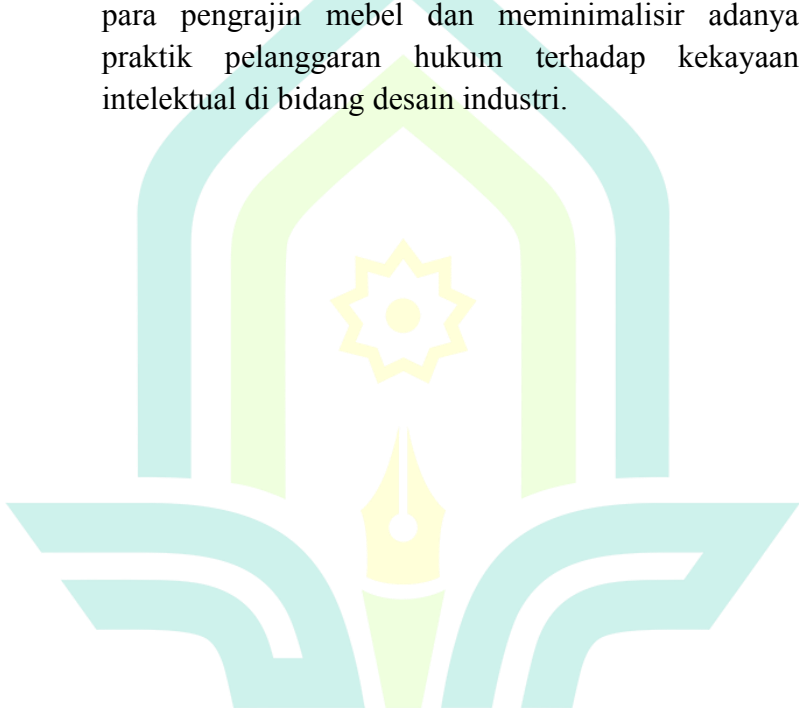 para pengrajin mebel dan meminimalisir adanya
praktik pelanggaran hukum terhadap kekayaan
intelektual di bidang desain industri.